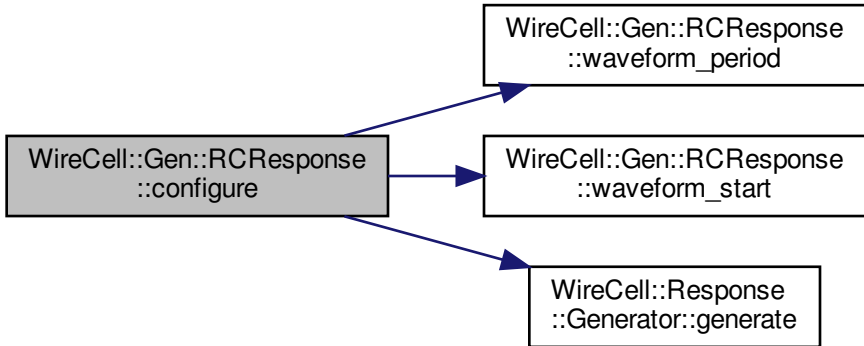 WireCell::Gen::RCResponse
::configure
WireCell::Gen::RCResponse
::waveform_period
WireCell::Gen::RCResponse
::waveform_start
WireCell::Response
::Generator::generate